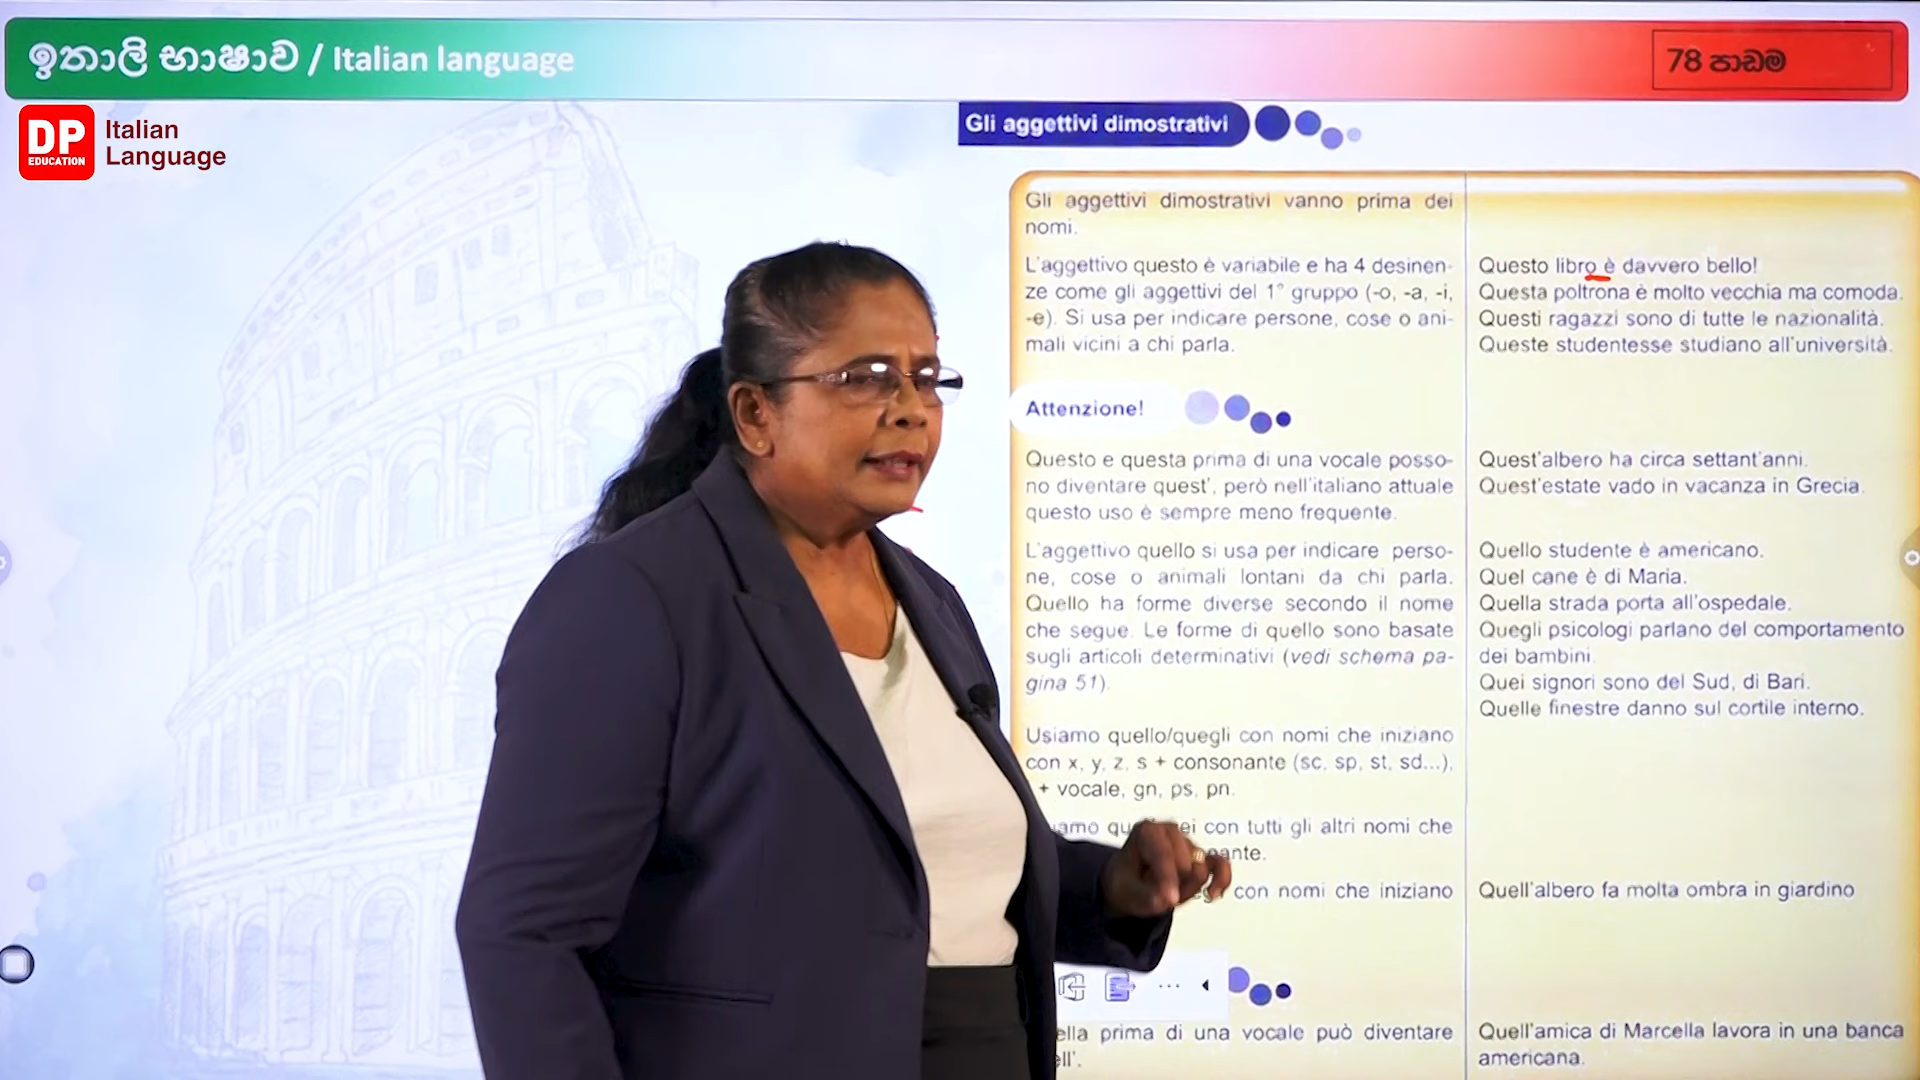 ඉතාලි භාෂාව / Italian language
78 පාඩම
DP
EDUCATION
Italian
Language
Gli aggettivi dimostrativi
Gli aggettivi dimostrativi vanno prima dei
nomi.
L'aggettivo questo è variabile e ha 4 desinen-
ze come gli aggettivi del 1° gruppo (-o, -a, -i,
-e). Si usa per indicare persone, cose o ani-
mali vicini a chi parla.
Questo libro è davvero bello!
Questa poltrona è molto vecchia ma comoda.
Questi ragazzi sono di tutte le nazionalità.
Queste studentesse studiano all'università.
Attenzione!
Questo e questa prima di una vocale posso-
no diventare quest', però nell'italiano attuale
questo uso è sempre meno frequente.
Quest'albero ha circa settant'anni.
Quest'estate vado in vacanza in Grecia.
L'aggettivo quello si usa per indicare perso-
ne, cose o animali lontani da chi parla.
Quello ha forme diverse secondo il nome
che segue. Le forme di quello sono basate
sugli articoli determinativi (vedi schema pa-
gina 51).
Quello studente è americano.
Quel cane è di Maria.
Quella strada porta all'ospedale.
Quegli psicologi parlano del comportamento
dei bambini.
Quei signori sono del Sud, di Bari.
Quelle finestre danno sul cortile interno.
Usiamo quello/quegli con nomi che iniziano
con x, y, z, s + consonante (sc, sp, st, sd...),
+ vocale, gn, ps, pn.
con tutti gli altri nomi che
con nomi che iniziano
Quell'albero fa molta ombra in giardino
prima di una vocale può diventare
Quell'amica di Marcella lavora in una banca
americana.